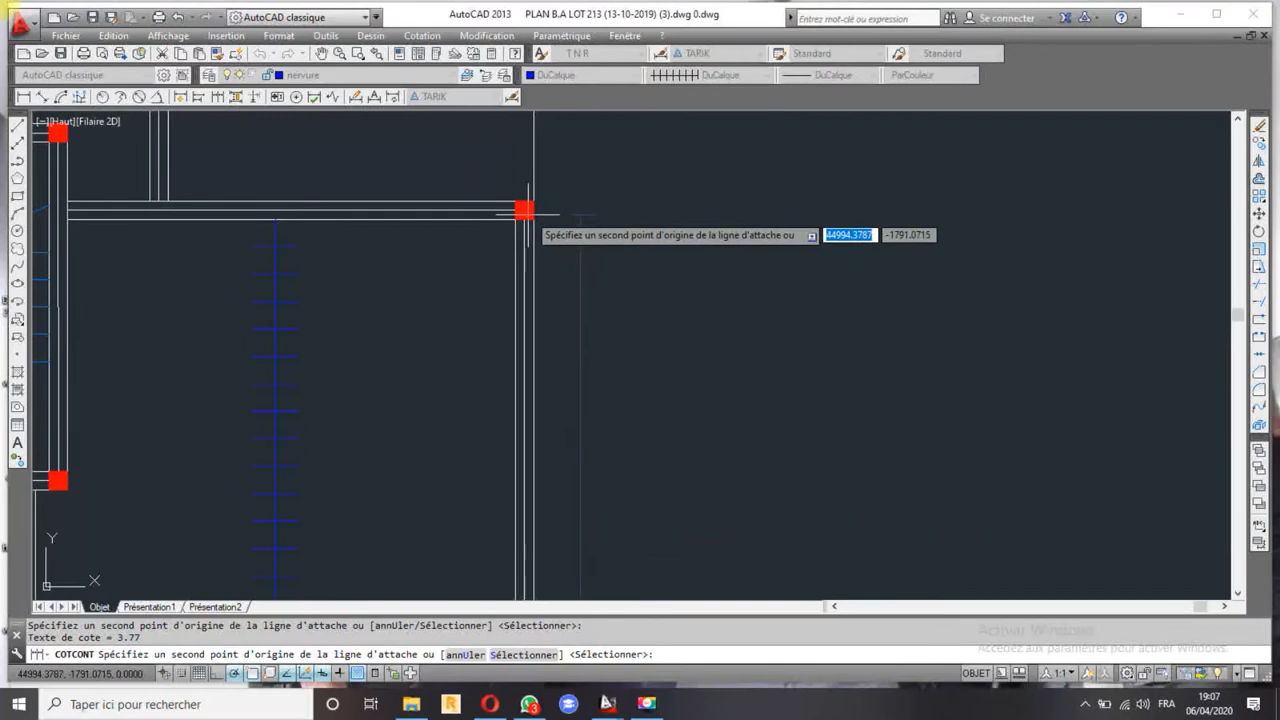 AutoCAD classique
AutoCAD 2013 PLAN B.A LOT 213 (13-10-2019) (3).dwg 0.dwg
Entrez mot-clé ou expression
Se connecter
Fichier Edition Affichage Insertion Format Outils Dessin Cotation Modification Paramétrique Fenêtre ?
T N R TARIK Standard Standard
AutoCAD classique nervure DuCalque DuCalque DuCalque ParCouleur
TARIK
[−][Haut][Filaire 2D]
Spécifiez un second point d'origine de la ligne d'attache ou 44994.3787 -1791.0715
Y
X
Objet Présentation1 Présentation2
Spécifiez un second point d'origine de la ligne d'attache ou [annUler/Sélectionner] <Sélectionner>:
Texte de cote = 3.77
COTCONT Spécifiez un second point d'origine de la ligne d'attache ou [annUler Sélectionner] <Sélectionner>:
Activer Windows
Accédez aux paramètres pour activer Windows.
44994.3787, -1791.0715, 0.0000 OBJET 1:1
Taper ici pour rechercher
3
FRA
19:07
06/04/2020